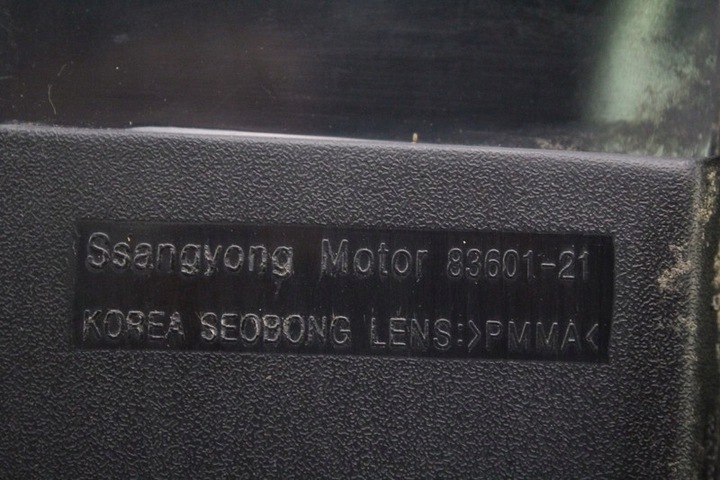 Ssangyong Motor 83601-21
KOREA SEOBONG LENS:>PMMA<